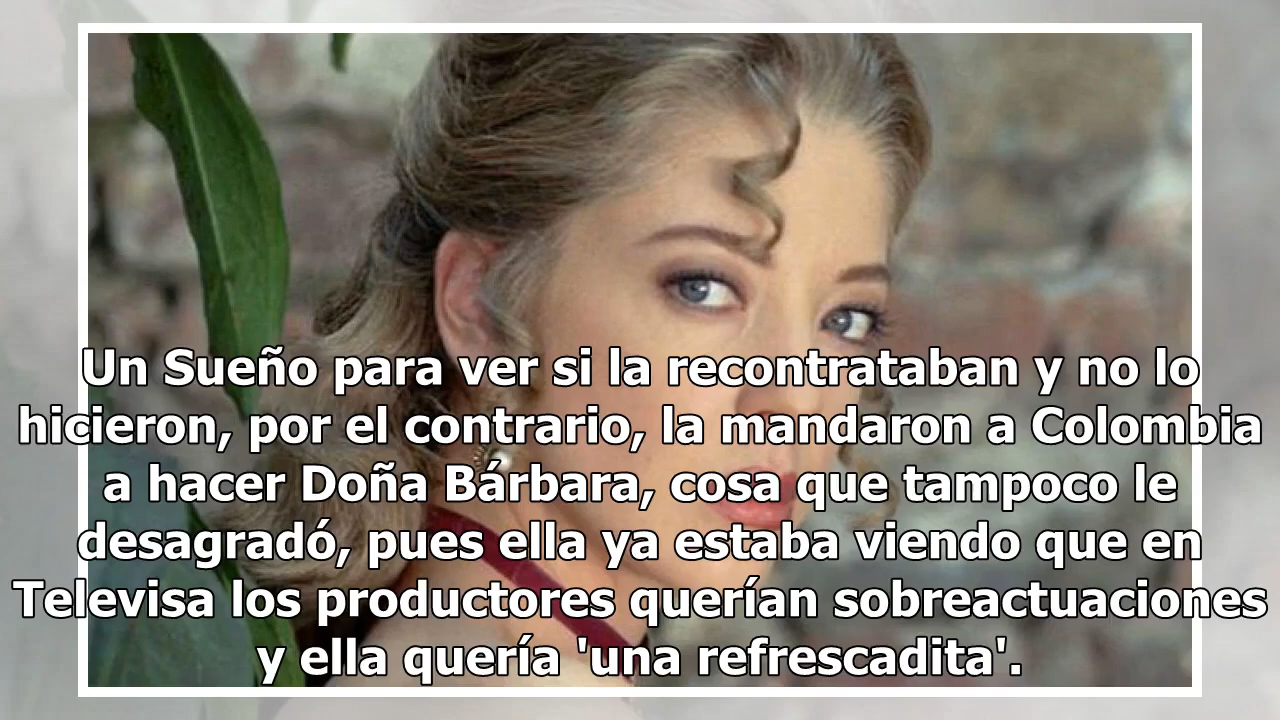 Un Sueño para ver si la recontrataban y no lo
hicieron, por el contrario, la mandaron a Colombia
a hacer Doña Bárbara, cosa que tampoco le
desagradó, pues ella ya estaba viendo que en
Televisa los productores querían sobreactuaciones
y ella quería 'una refrescadita'.